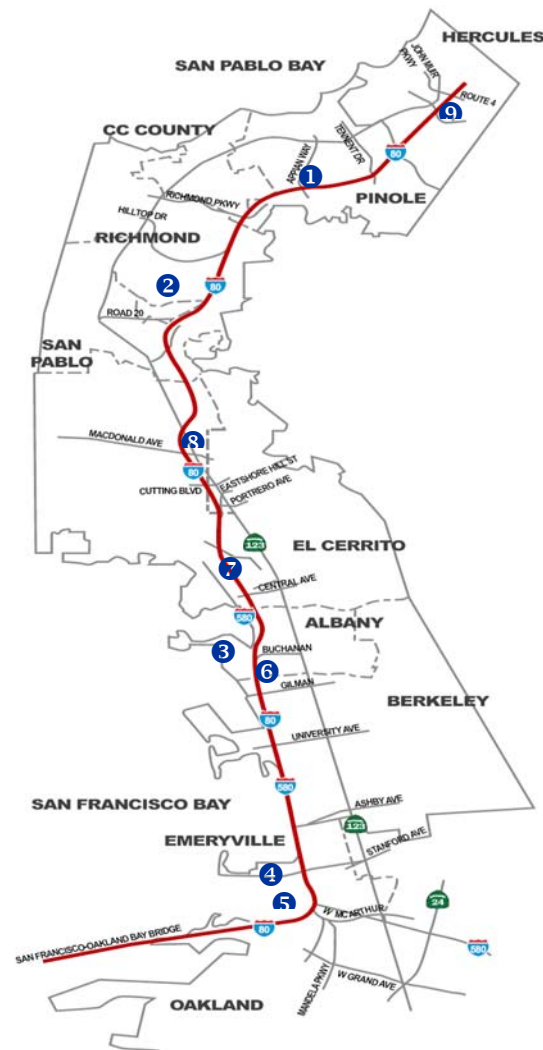 HERCULES
JOHN MUIR
PKWY
SAN PABLO BAY
ROUTE 4
9
CC COUNTY
TENNENT DR
APPIAN WAY
80
1
RICHMOND PKWY
PINOLE
HILLTOP DR
RICHMOND
2
80
ROAD 20
SAN
PABLO
MACDONALD AVE
8
80
EASTSHORE HILL ST
CUTTING BLVD
PORTRERO AVE
123
EL CERRITO
7
CENTRAL AVE
580
ALBANY
3
BUCHANAN
6
GILMAN
BERKELEY
80
UNIVERSITY AVE
580
SAN FRANCISCO BAY
ASHBY AVE
123
EMERYVILLE
STANFORD AVE
4
5
24
W MCARTHUR
80
SAN FRANCISCO-OAKLAND BAY BRIDGE
580
W GRAND AVE
MANDELA PKWY
OAKLAND